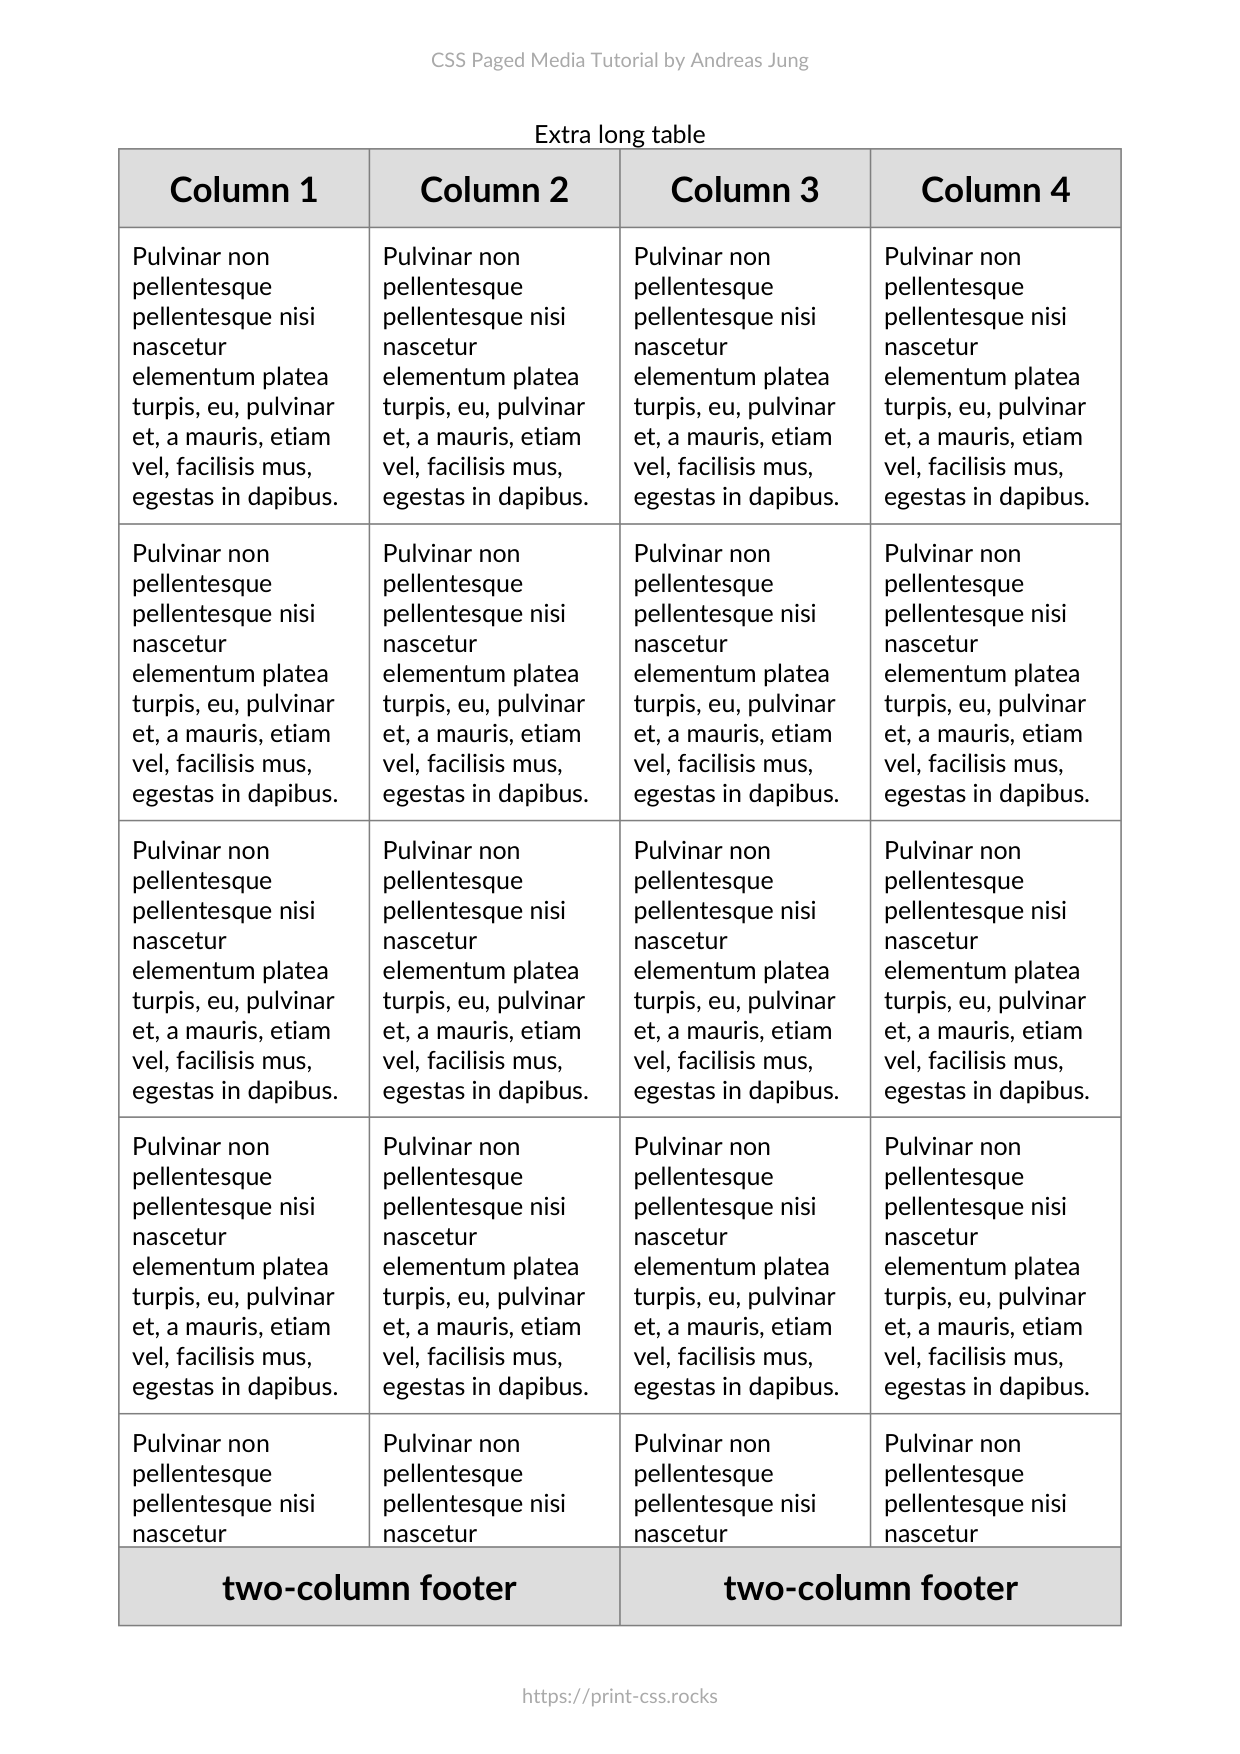 CSS Paged Media Tutorial by Andreas Jung
Extra long table
Column 1 Column 2 Column 3 Column 4
Pulvinar non Pulvinar non Pulvinar non Pulvinar non
pellentesque pellentesque pellentesque pellentesque
pellentesque nisi pellentesque nisi pellentesque nisi pellentesque nisi
nascetur nascetur nascetur nascetur
elementum platea elementum platea elementum platea elementum platea
turpis, eu, pulvinar turpis, eu, pulvinar turpis, eu, pulvinar turpis, eu, pulvinar
et, a mauris, etiam et, a mauris, etiam et, a mauris, etiam et, a mauris, etiam
vel, facilisis mus, vel, facilisis mus, vel, facilisis mus, vel, facilisis mus,
egestas in dapibus. egestas in dapibus. egestas in dapibus. egestas in dapibus.
Pulvinar non Pulvinar non Pulvinar non Pulvinar non
pellentesque pellentesque pellentesque pellentesque
pellentesque nisi pellentesque nisi pellentesque nisi pellentesque nisi
nascetur nascetur nascetur nascetur
elementum platea elementum platea elementum platea elementum platea
turpis, eu, pulvinar turpis, eu, pulvinar turpis, eu, pulvinar turpis, eu, pulvinar
et, a mauris, etiam et, a mauris, etiam et, a mauris, etiam et, a mauris, etiam
vel, facilisis mus, vel, facilisis mus, vel, facilisis mus, vel, facilisis mus,
egestas in dapibus. egestas in dapibus. egestas in dapibus. egestas in dapibus.
Pulvinar non Pulvinar non Pulvinar non Pulvinar non
pellentesque pellentesque pellentesque pellentesque
pellentesque nisi pellentesque nisi pellentesque nisi pellentesque nisi
nascetur nascetur nascetur nascetur
elementum platea elementum platea elementum platea elementum platea
turpis, eu, pulvinar turpis, eu, pulvinar turpis, eu, pulvinar turpis, eu, pulvinar
et, a mauris, etiam et, a mauris, etiam et, a mauris, etiam et, a mauris, etiam
vel, facilisis mus, vel, facilisis mus, vel, facilisis mus, vel, facilisis mus,
egestas in dapibus. egestas in dapibus. egestas in dapibus. egestas in dapibus.
Pulvinar non Pulvinar non Pulvinar non Pulvinar non
pellentesque pellentesque pellentesque pellentesque
pellentesque nisi pellentesque nisi pellentesque nisi pellentesque nisi
nascetur nascetur nascetur nascetur
elementum platea elementum platea elementum platea elementum platea
turpis, eu, pulvinar turpis, eu, pulvinar turpis, eu, pulvinar turpis, eu, pulvinar
et, a mauris, etiam et, a mauris, etiam et, a mauris, etiam et, a mauris, etiam
vel, facilisis mus, vel, facilisis mus, vel, facilisis mus, vel, facilisis mus,
egestas in dapibus. egestas in dapibus. egestas in dapibus. egestas in dapibus.
Pulvinar non Pulvinar non Pulvinar non Pulvinar non
pellentesque pellentesque pellentesque pellentesque
pellentesque nisi pellentesque nisi pellentesque nisi pellentesque nisi
nascetur nascetur nascetur nascetur
two-column footer two-column footer
https://print-css.rocks